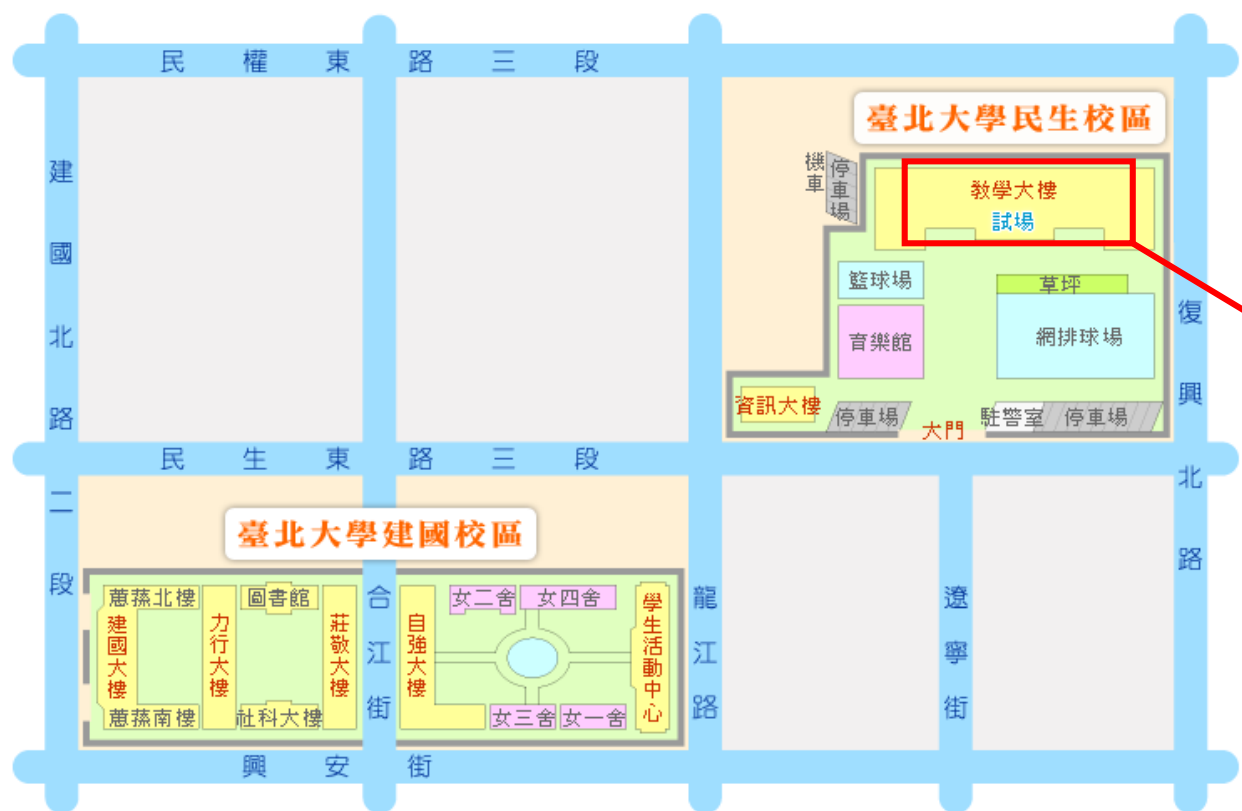 民權東路三段
臺北大學民生校區
機車
停車場
教學大樓
試場
籃球場
草坪
育樂館
網排球場
資訊大樓
停車場
大門
駐警室
停車場
建國北路二段
復興北路
民生東路三段
臺北大學建國校區
蕙蓀北樓
圖書館
女二舍
女四舍
建國大樓
力行大樓
莊敬大樓
合江街
自強大樓
學生活動中心
龍江路
遼寧街
蕙蓀南樓
社科大樓
女三舍
女一舍
興安街